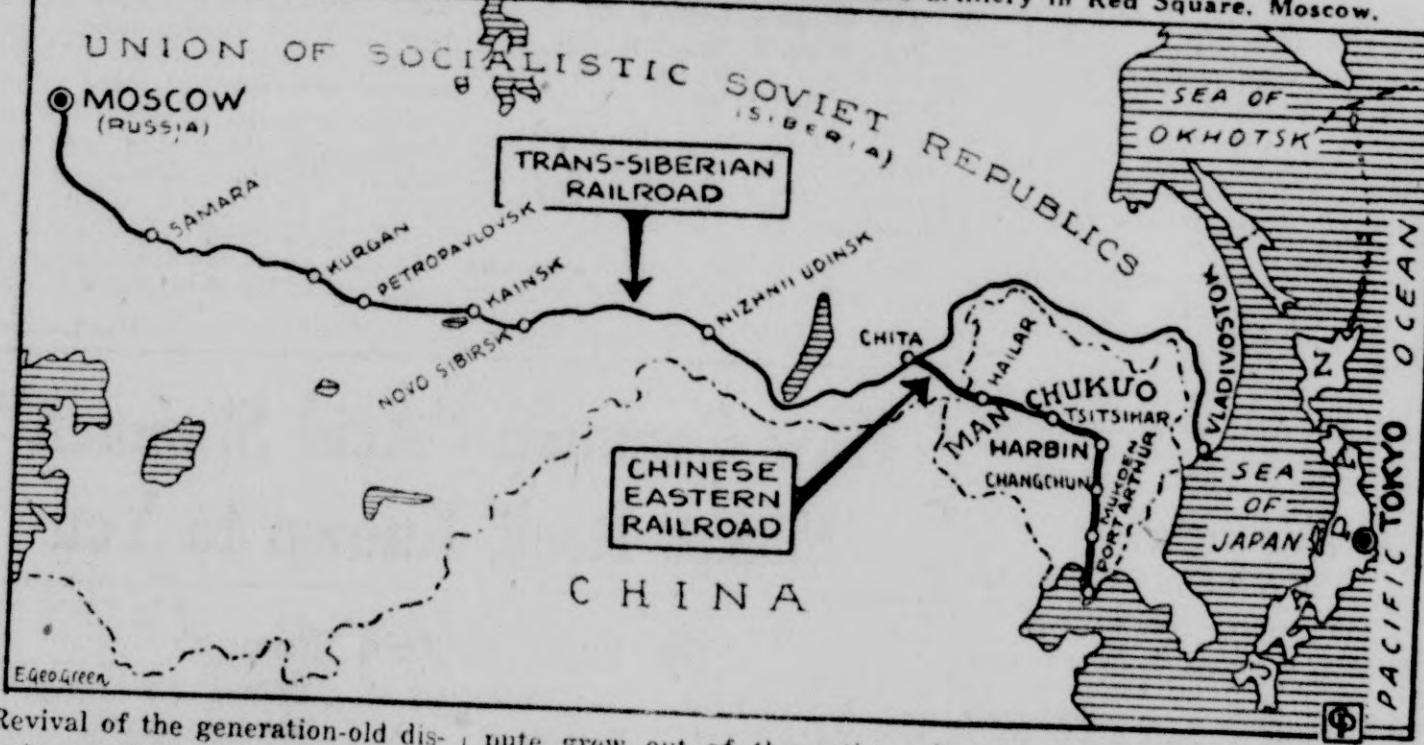 in Red Square, Moscow.
UNION OF SOCIALISTIC SOVIET REPUBLICS
(SIBERIA)
MOSCOW
(RUSSIA)
SEA OF
OKHOTSK
TRANS-SIBERIAN
RAILROAD
SAMARA
KURGAN
PETROPAVLOVSK
KAINSK
NOVO SIBIRSK
NIZHNII UDINSK
CHITA
HAILAR
MANCHUKUO
TSITSIHAR
HARBIN
CHANGCHUN
MUKDEN
PORT ARTHUR
VLADIVOSTOK
CHINESE
EASTERN
RAILROAD
SEA
OF
JAPAN
JAPAN
TOKYO
PACIFIC OCEAN
CHINA
E.Geo.Green
CP
Revival of the generation-old dis-
pute grew out of the